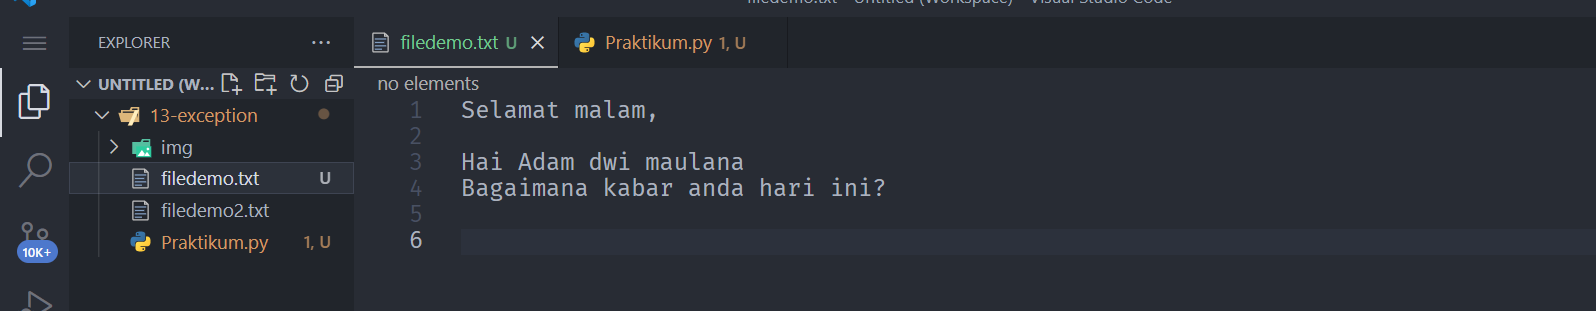 filedemo.txt - Untitled (Workspace) - Visual Studio Code
EXPLORER ...
filedemo.txt U
Praktikum.py 1, U
UNTITLED (W...
no elements
13-exception
img
filedemo.txt U
filedemo2.txt
Praktikum.py 1, U
10K+
1 Selamat malam,
2
3 Hai Adam dwi maulana
4 Bagaimana kabar anda hari ini?
5
6